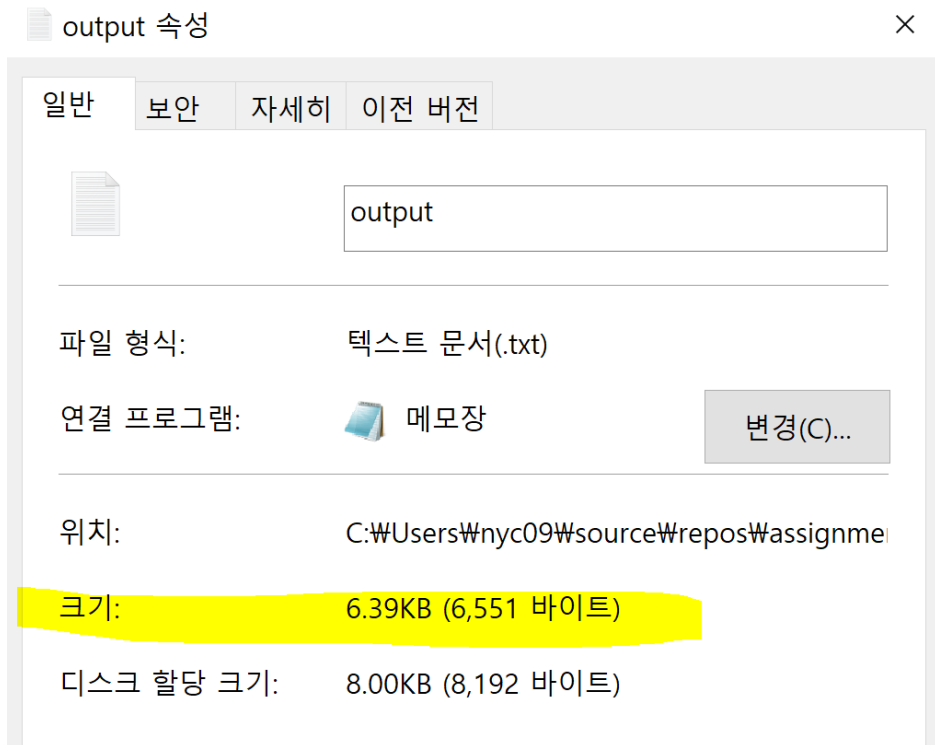 output 속성
일반 보안 자세히 이전 버전
output
파일 형식: 텍스트 문서(.txt)
연결 프로그램: 메모장 변경(C)...
위치: C:₩Users₩nyc09₩source₩repos₩assignmen
크기: 6.39KB (6,551 바이트)
디스크 할당 크기: 8.00KB (8,192 바이트)